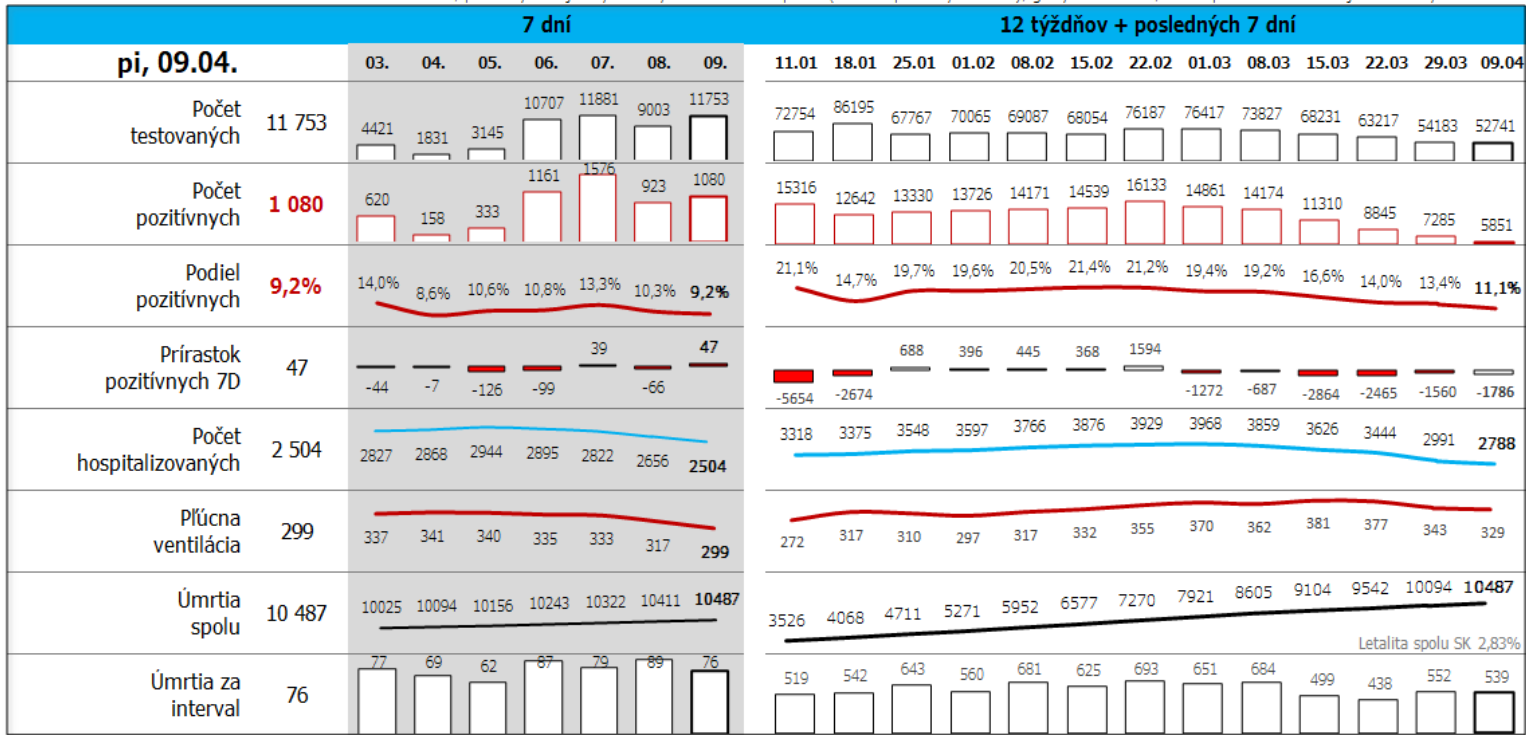 7 dní 12 týždňov + posledných 7 dní
pi, 09.04. 03. 04. 05. 06. 07. 08. 09. 11.01 18.01 25.01 01.02 08.02 15.02 22.02 01.03 08.03 15.03 22.03 29.03 09.04
Počet testovaných 11 753 4421 1831 3145 10707 11881 9003 11753 72754 86195 67767 70065 69087 68054 76187 76417 73827 68231 63217 54183 52741
Počet pozitívnych 1 080 620 158 333 1161 1576 923 1080 15316 12642 13330 13726 14171 14539 16133 14861 14174 11310 8845 7285 5851
Podiel pozitívnych 9,2% 14,0% 8,6% 10,6% 10,8% 13,3% 10,3% 9,2% 21,1% 14,7% 19,7% 19,6% 20,5% 21,4% 21,2% 19,4% 19,2% 16,6% 14,0% 13,4% 11,1%
Prírastok pozitívnych 7D 47 -44 -7 -126 -99 39 -66 47 -5654 -2674 688 396 445 368 1594 -1272 -687 -2864 -2465 -1560 -1786
Počet hospitalizovaných 2 504 2827 2868 2944 2895 2822 2656 2504 3318 3375 3548 3597 3766 3876 3929 3968 3859 3626 3444 2991 2788
Pľúcna ventilácia 299 337 341 340 335 333 317 299 272 317 310 297 317 332 355 370 362 381 377 343 329
Úmrtia spolu 10 487 10025 10094 10156 10243 10322 10411 10487 3526 4068 4711 5271 5952 6577 7270 7921 8605 9104 9542 10094 10487
Letalita spolu SK 2,83%
Úmrtia za interval 76 77 69 62 87 79 89 76 519 542 643 560 681 625 693 651 684 499 438 552 539